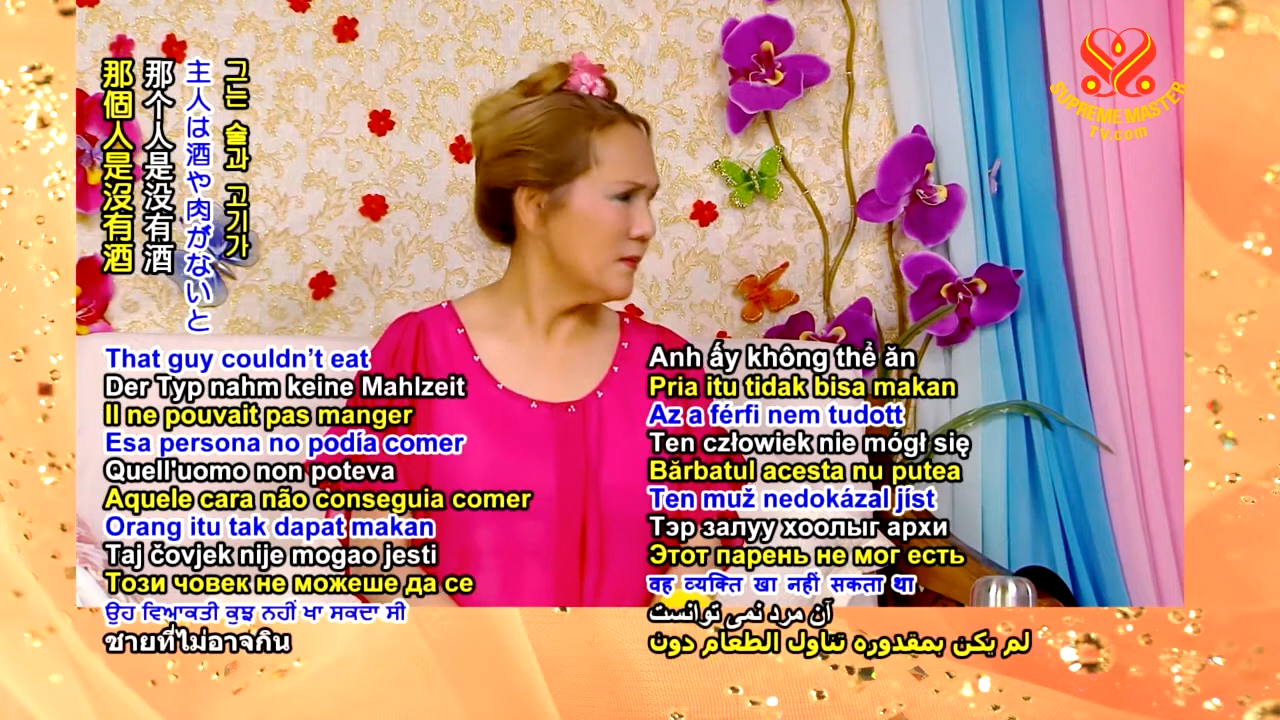 그는 술과 고기가
主人は酒や肉がないと
那个人是没有酒
那個人是沒有酒
SUPREME MASTER
TV.com
That guy couldn't eat
Der Typ nahm keine Mahlzeit
Il ne pouvait pas manger
Esa persona no podía comer
Quell'uomo non poteva
Aquele cara não conseguia comer
Orang itu tak dapat makan
Taj čovjek nije mogao jesti
Този човек не можеше да се
ਉਹ ਵਿਆਕਤੀ ਕੁਝ ਨਹੀਂ ਖਾ ਸਕਦਾ ਸੀ
ชายที่ไม่อาจกิน
Anh ấy không thể ăn
Pria itu tidak bisa makan
Az a férfi nem tudott
Ten człowiek nie mógł się
Bărbatul acesta nu putea
Ten muž nedokázal jíst
Тэр залуу хоолыг архи
Этот парень не мог есть
वह व्यक्ति खा नहीं सकता था
آن مرد نمی توانست
لم يكن بمقدوره تناول الطعام دون